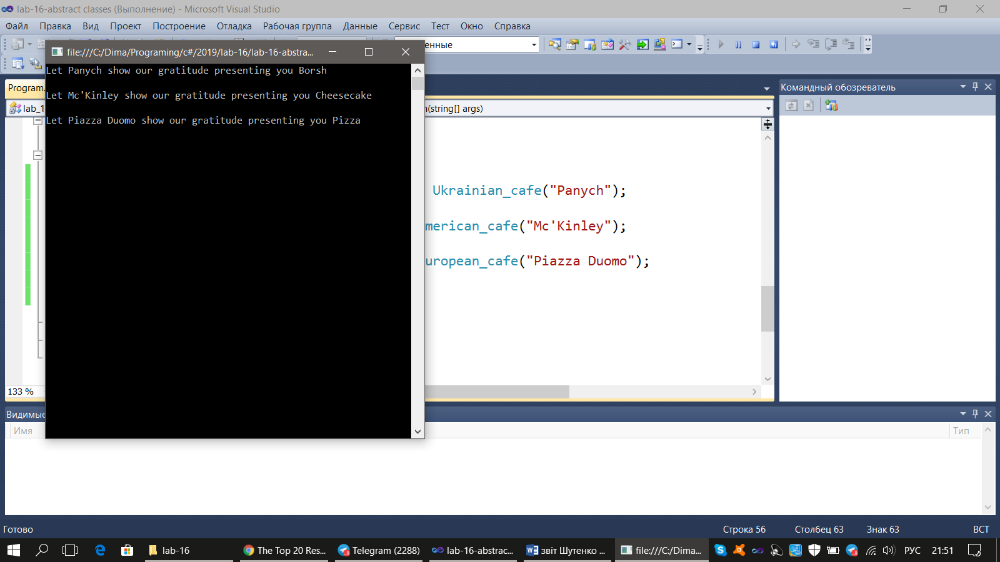 lab-16-abstract classes (Выполнение) - Microsoft Visual Studio
Файл Правка Вид Проект Построение Отладка Рабочая группа Данные Сервис Тест Окно Справка
file:///C:/Dima/Programing/c#/2019/lab-16/lab-16-abstra...
Let Panych show our gratitude presenting you Borsh
Let Mc'Kinley show our gratitude presenting you Cheesecake
Let Piazza Duomo show our gratitude presenting you Pizza
Program.
lab_1
(string[] args)
Ukrainian_cafe("Panych");
merican_cafe("Mc'Kinley");
uropean_cafe("Piazza Duomo");
133 %
Командный обозреватель
Видимые
Имя
Тип
Готово
Строка 56 Столбец 63 Знак 63 ВСТ
lab-16
The Top 20 Res...
Telegram (2288)
lab-16-abstrac...
звіт Шутенко ...
file:///C:/Dima...
РУС
21:51